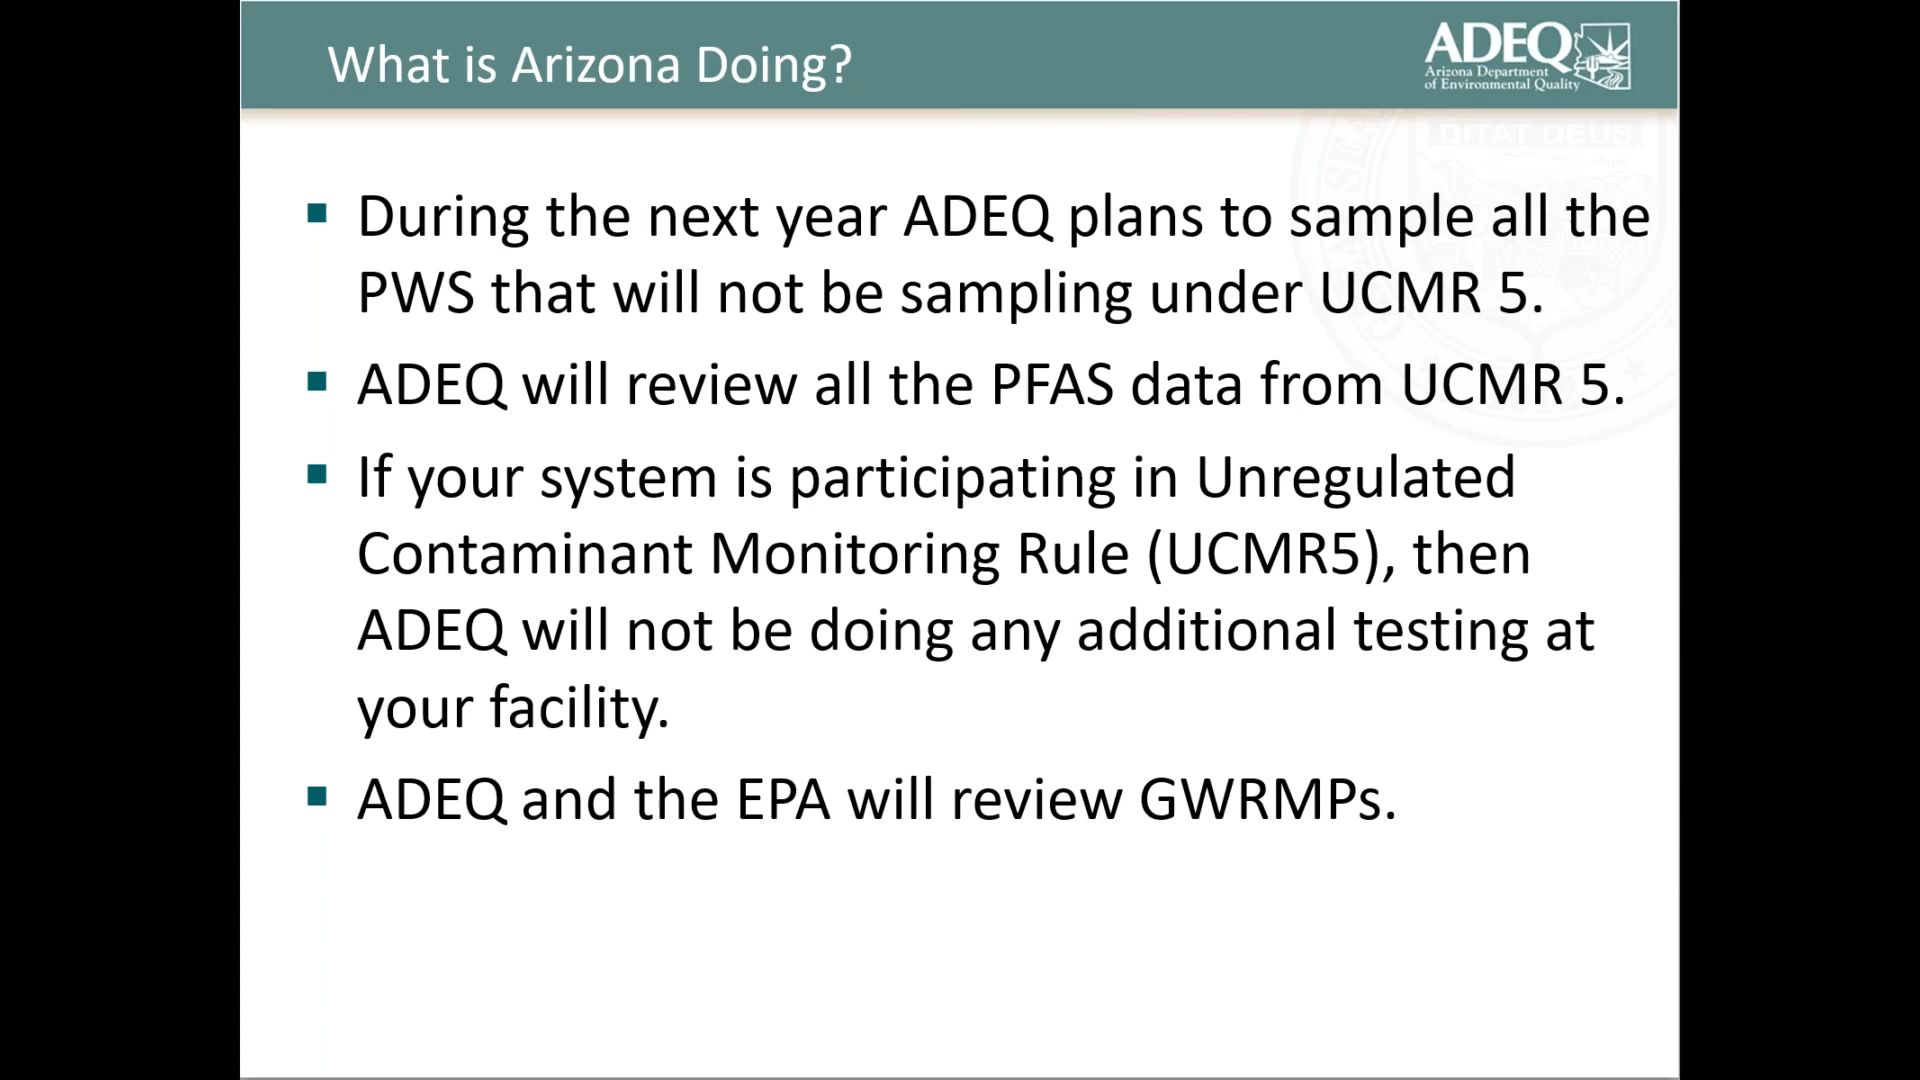 What is Arizona Doing?
ADEQ
Arizona Department
of Environmental Quality
DITAT DEUS
▪ During the next year ADEQ plans to sample all the
PWS that will not be sampling under UCMR 5.
▪ ADEQ will review all the PFAS data from UCMR 5.
▪ If your system is participating in Unregulated
Contaminant Monitoring Rule (UCMR5), then
ADEQ will not be doing any additional testing at
your facility.
▪ ADEQ and the EPA will review GWRMPs.